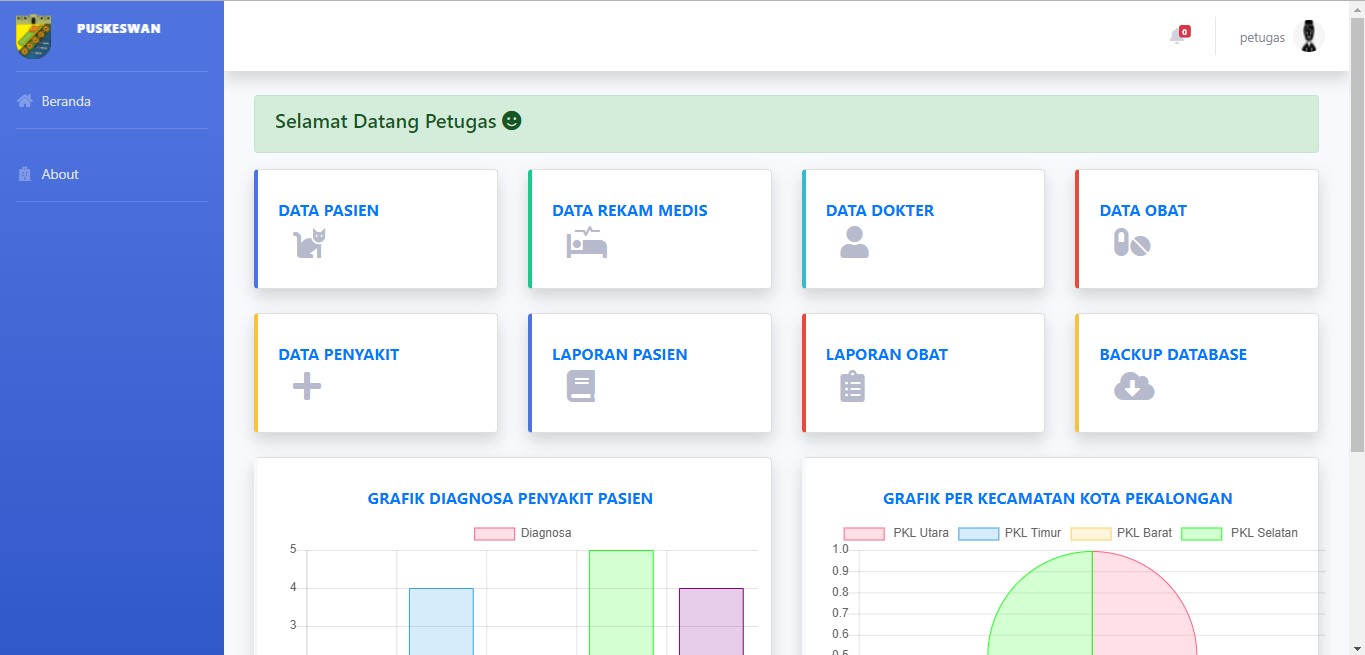 PUSKESWAN
0
petugas
Beranda
About
Selamat Datang Petugas
DATA PASIEN
DATA REKAM MEDIS
DATA DOKTER
DATA OBAT
DATA PENYAKIT
LAPORAN PASIEN
LAPORAN OBAT
BACKUP DATABASE
GRAFIK DIAGNOSA PENYAKIT PASIEN
Diagnosa
5
4
3
GRAFIK PER KECAMATAN KOTA PEKALONGAN
PKL Utara PKL Timur PKL Barat PKL Selatan
1.0
0.9
0.8
0.7
0.6
0.5